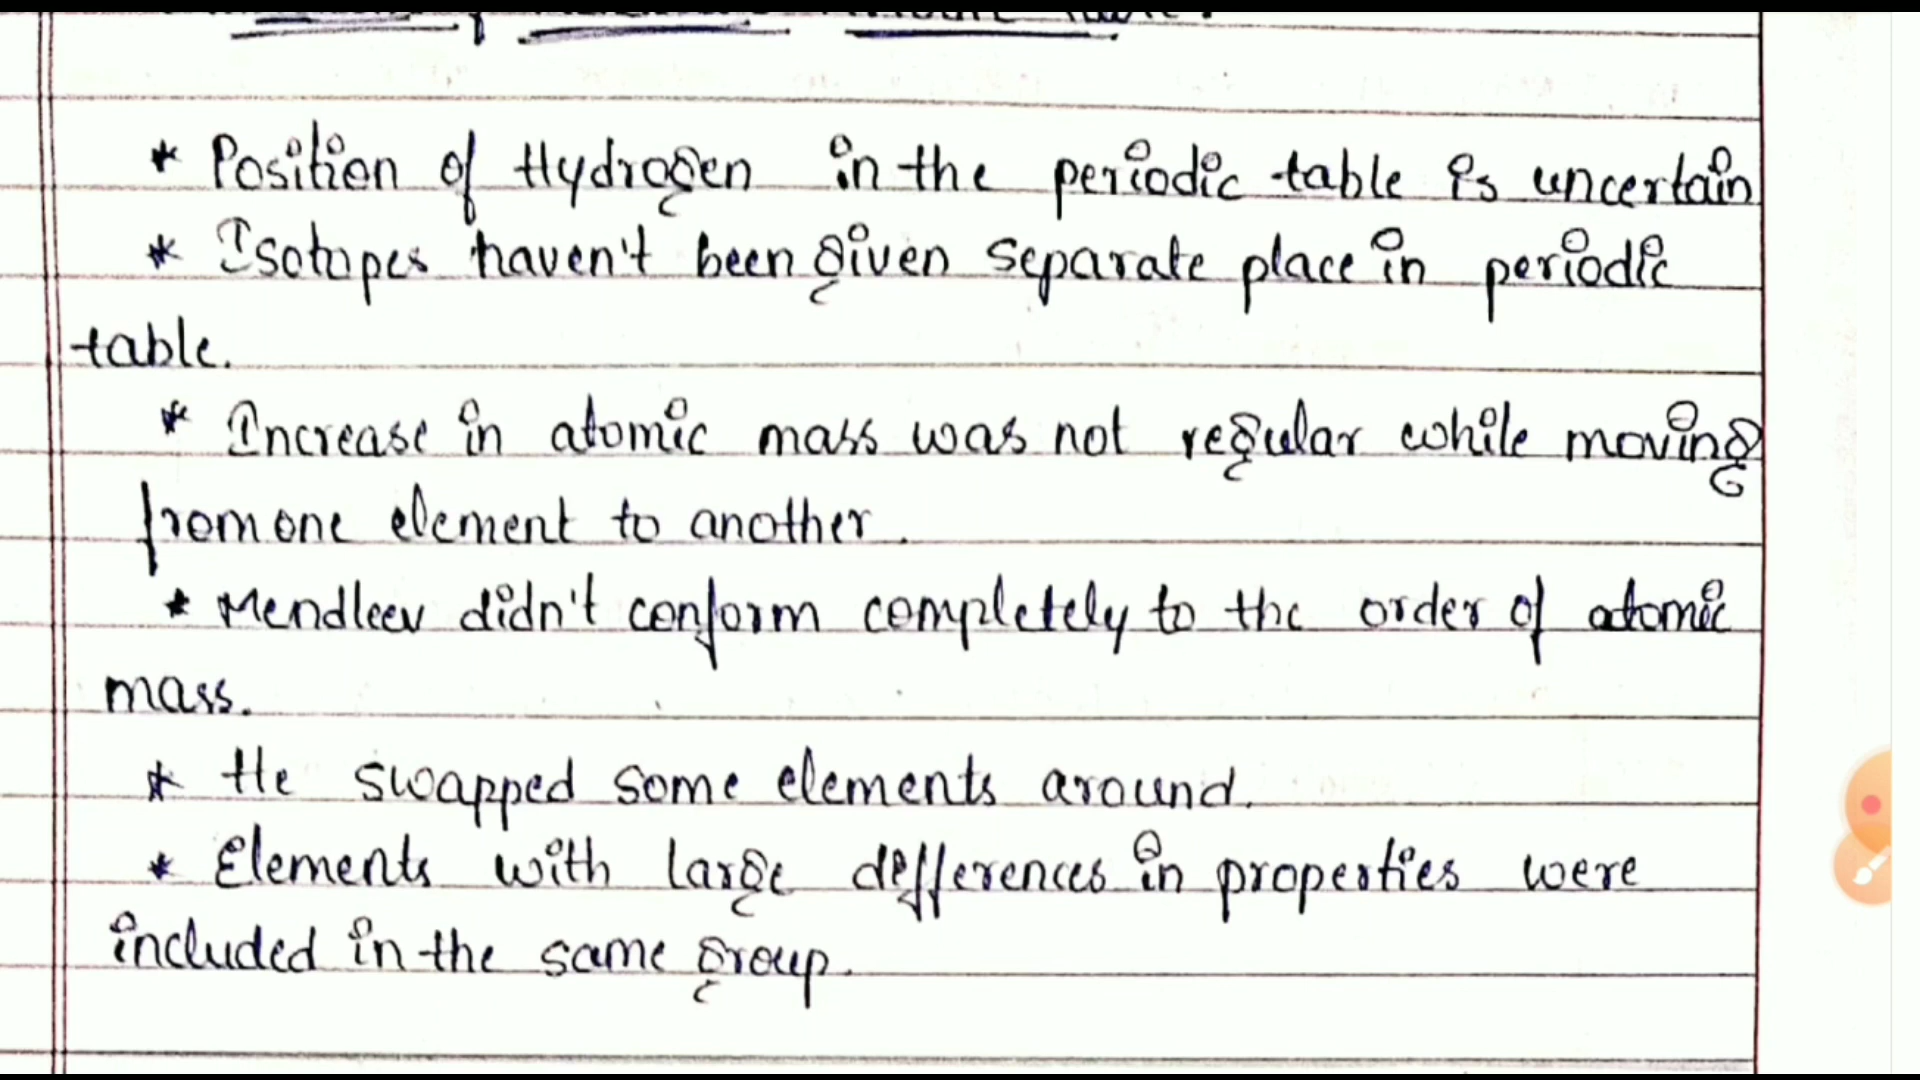 * Position of Hydrogen in the periodic table is uncertain
* Isotopes haven't been given separate place in periodic
table.
* Increase in atomic mass was not regular while moving
from one element to another.
* Mendleev didn't conform completely to the order of atomic
mass.
* He swapped some elements around.
* Elements with large differences in properties were
included in the same group.